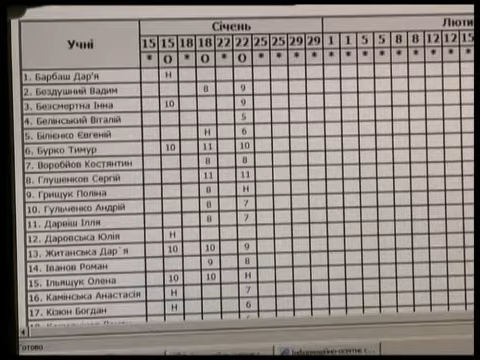 Учні Січень
15 15 18 18 22 22 25 25 29 29 1 1 5 5 8 8 12 12 15
* О * О * О * * * * * * * * * * * *
1. Барбаш Дар'я Н
2. Бездушний Вадим 8 9
3. Безсмертна Інна 10 9
4. Белінський Віталій 5
5. Білієнко Євгеній Н 6
6. Бурко Тимур 10 11 10
7. Воробйов Костянтин 8 8
8. Глушенков Сергій 11 11
9. Грищук Поліна 8 Н
10. Гульченко Андрій 8 7
11. Дарвіш Ілля 8 7
12. Даровська Юлія Н
13. Житанська Дар`я 10 10 9
14. Іванов Роман 9 8
15. Ільящук Олена 10 10 Н
16. Камінська Анастасія Н 7
17. Кізюн Богдан Н 6